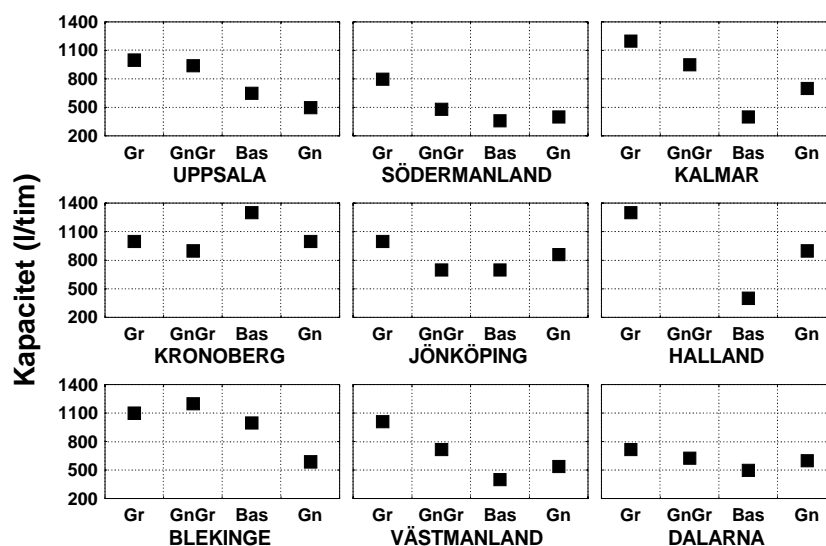 Kapacitet (l/tim)
1400
1100
800
500
200
Gr GnGr Bas Gn Gr GnGr Bas Gn Gr GnGr Bas Gn
UPPSALA SÖDERMANLAND KALMAR
1400
1100
800
500
200
Gr GnGr Bas Gn Gr GnGr Bas Gn Gr GnGr Bas Gn
KRONOBERG JÖNKÖPING HALLAND
1400
1100
800
500
200
Gr GnGr Bas Gn Gr GnGr Bas Gn Gr GnGr Bas Gn
BLEKINGE VÄSTMANLAND DALARNA